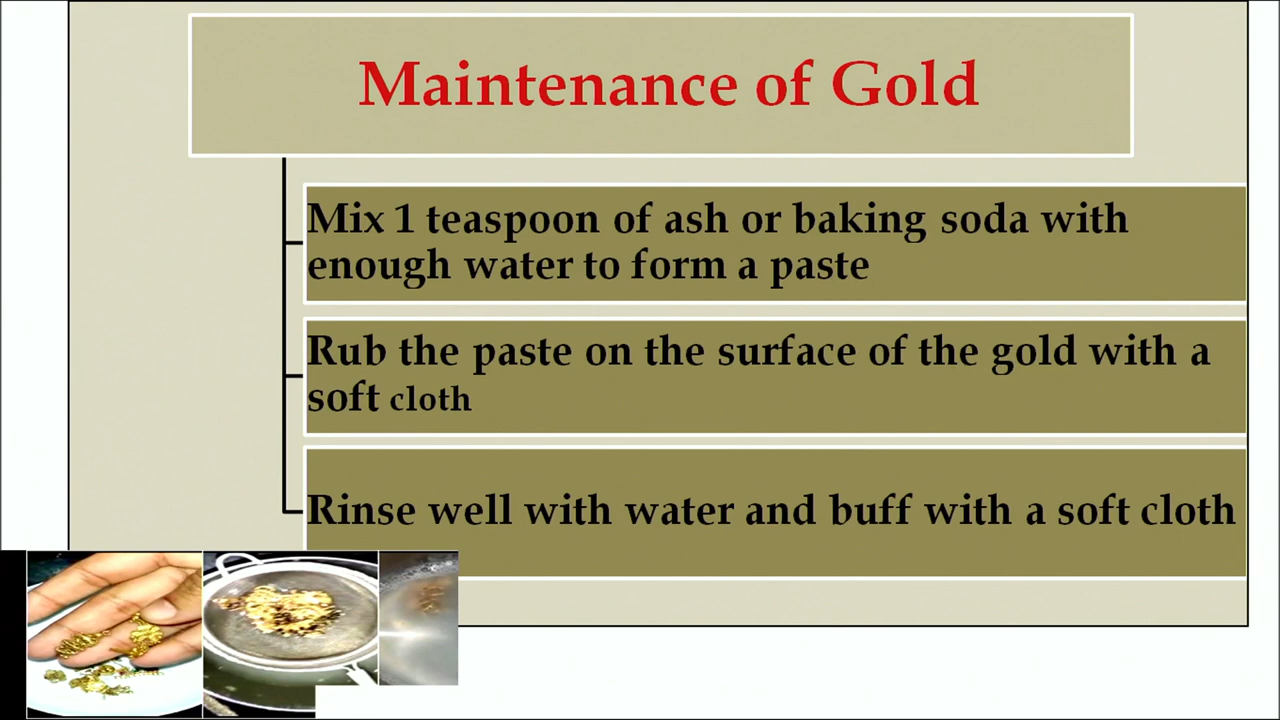 Maintenance of Gold
Mix 1 teaspoon of ash or baking soda with
enough water to form a paste
Rub the paste on the surface of the gold with a
soft cloth
Rinse well with water and buff with a soft cloth